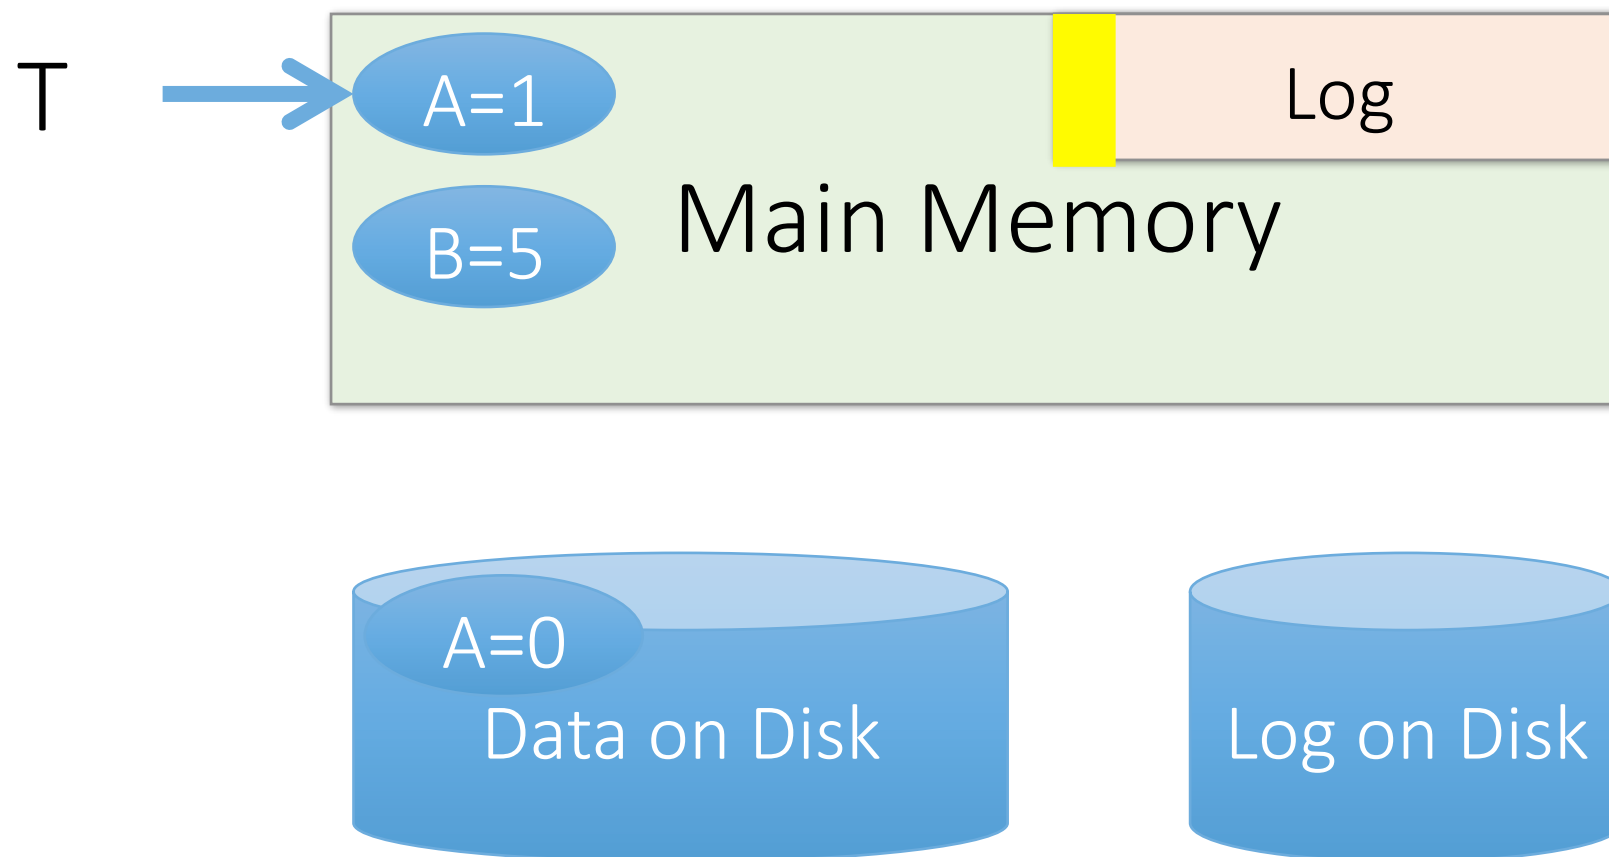 T
A=1
Log
B=5
Main Memory
A=0
Data on Disk
Log on Disk